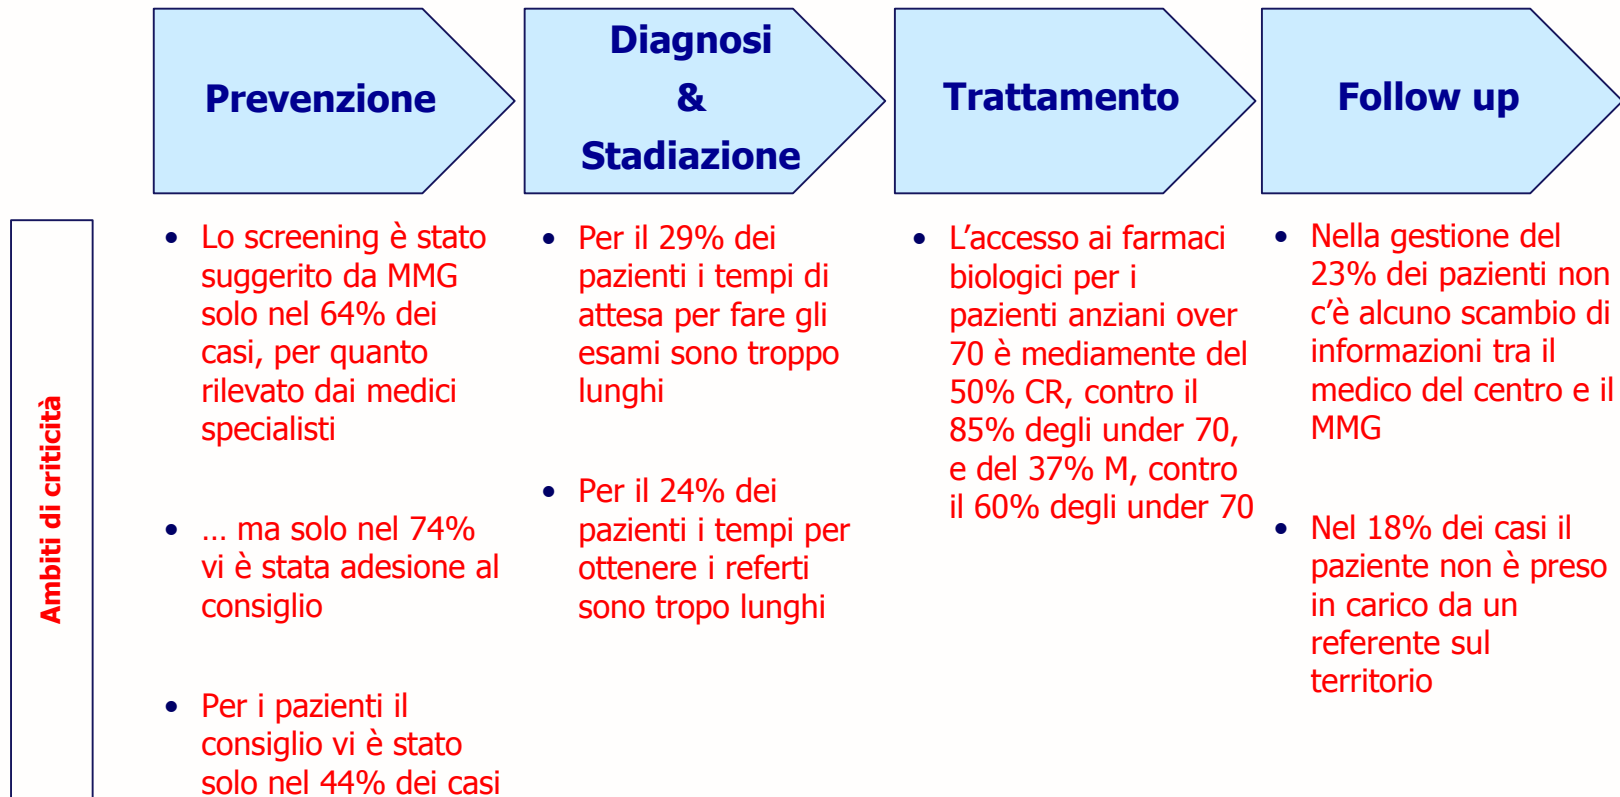 Prevenzione
Diagnosi
&
Stadiazione
Trattamento
Follow up
Ambiti di criticità
• Lo screening è stato
suggerito da MMG
solo nel 64% dei
casi, per quanto
rilevato dai medici
specialisti
• … ma solo nel 74%
vi è stata adesione al
consiglio
• Per i pazienti il
consiglio vi è stato
solo nel 44% dei casi
• Per il 29% dei
pazienti i tempi di
attesa per fare gli
esami sono troppo
lunghi
• Per il 24% dei
pazienti i tempi per
ottenere i referti
sono tropo lunghi
• L’accesso ai farmaci
biologici per i
pazienti anziani over
70 è mediamente del
50% CR, contro il
85% degli under 70,
e del 37% M, contro
il 60% degli under 70
• Nella gestione del
23% dei pazienti non
c’è alcuno scambio di
informazioni tra il
medico del centro e il
MMG
• Nel 18% dei casi il
paziente non è preso
in carico da un
referente sul
territorio